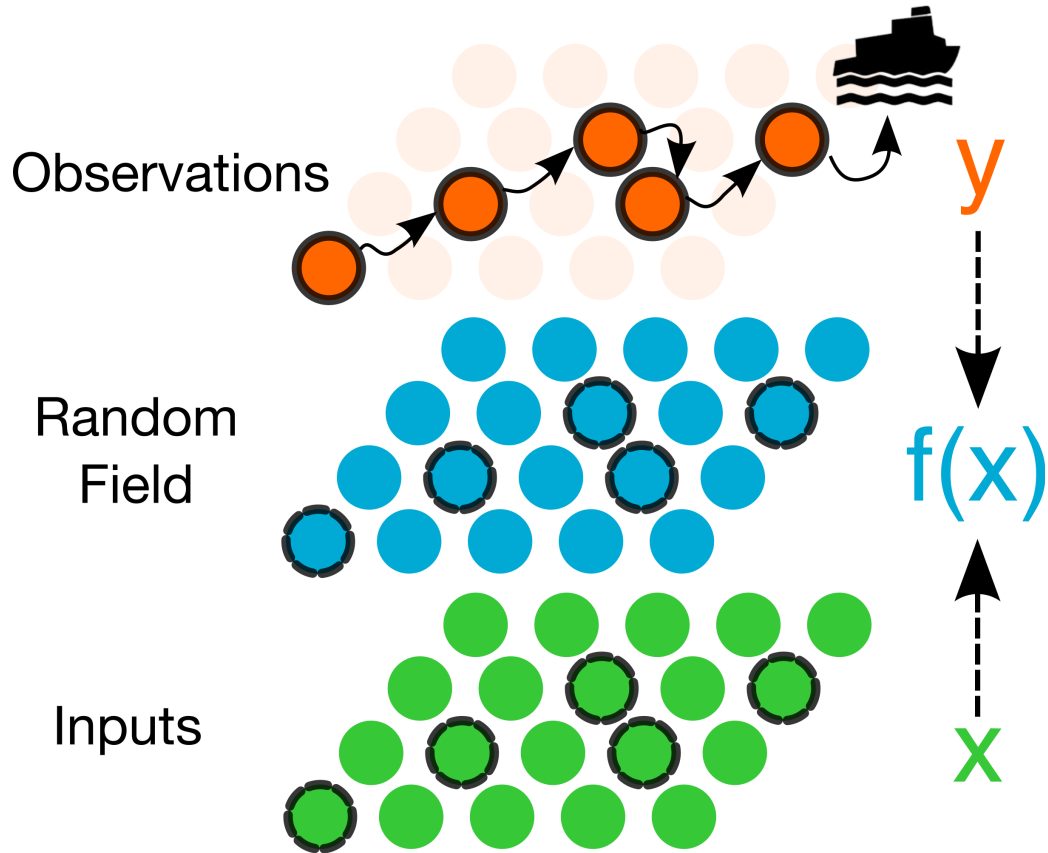 Observations
y
Random
Field
f(x)
Inputs
x